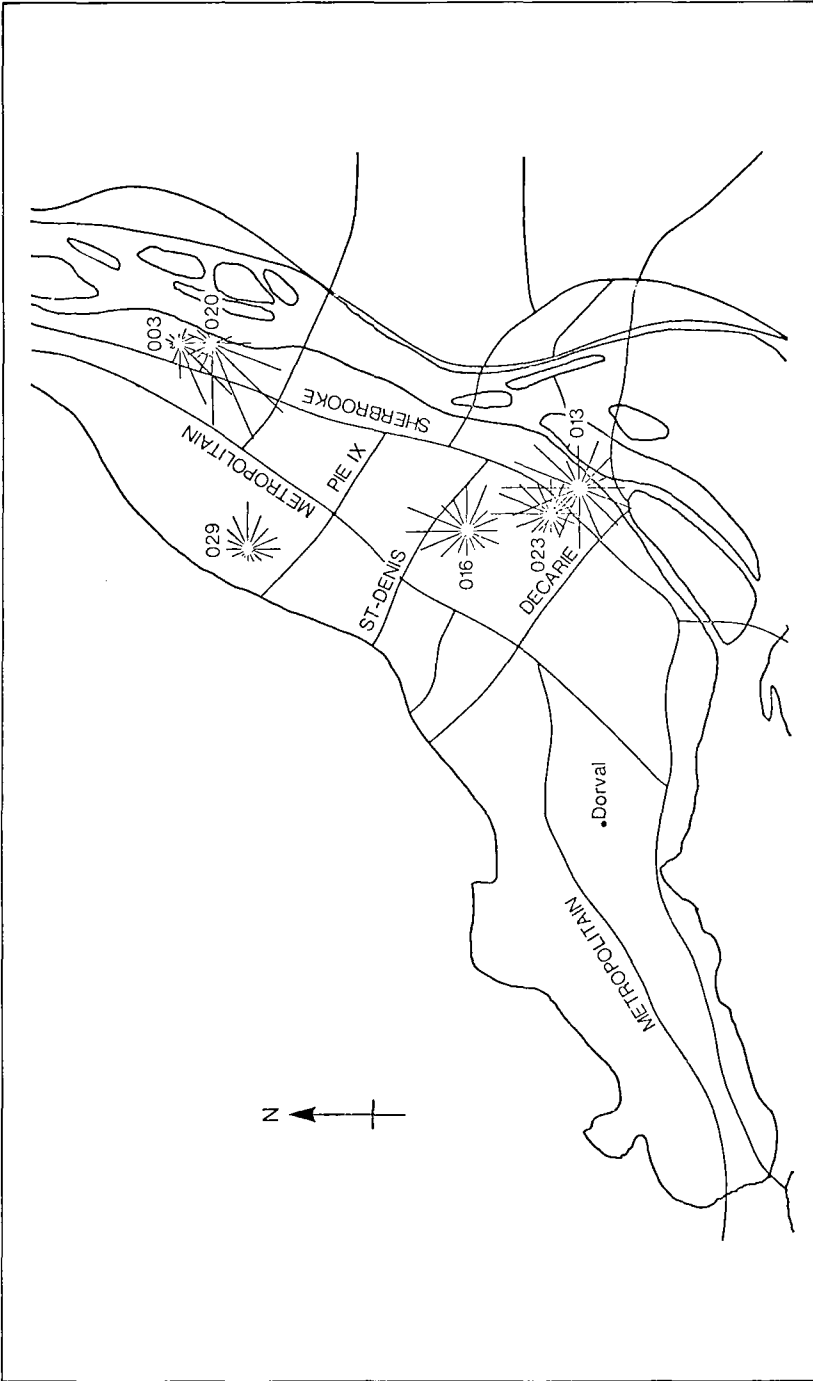 003
020
SHERBROOKE
METROPOLITAIN
PIE IX
029
ST-DENIS
016
013
023
DECARIE
Dorval
METROPOLITAIN
N